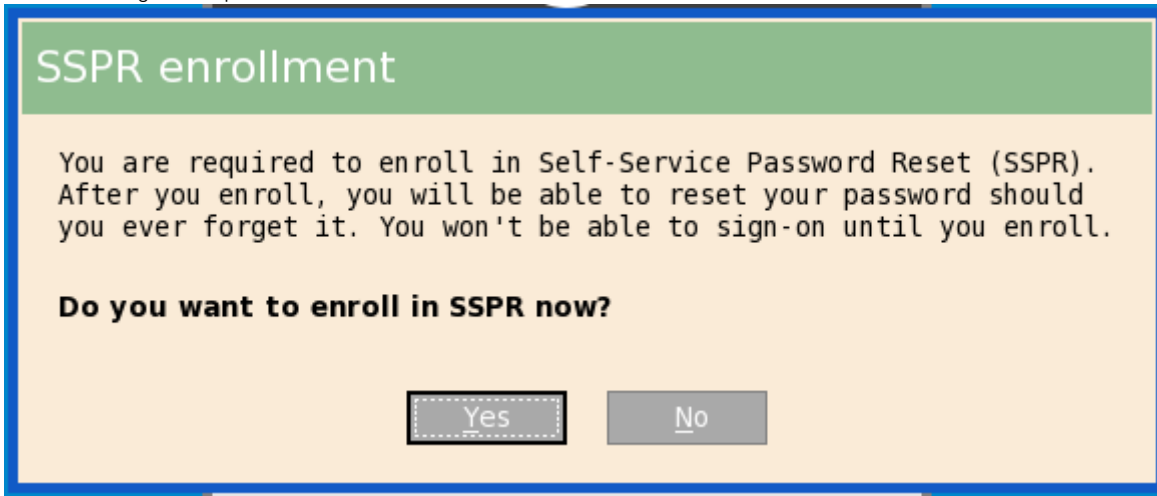 SSPR enrollment
You are required to enroll in Self-Service Password Reset (SSPR).
After you enroll, you will be able to reset your password should
you ever forget it. You won't be able to sign-on until you enroll.
Do you want to enroll in SSPR now?
Yes No